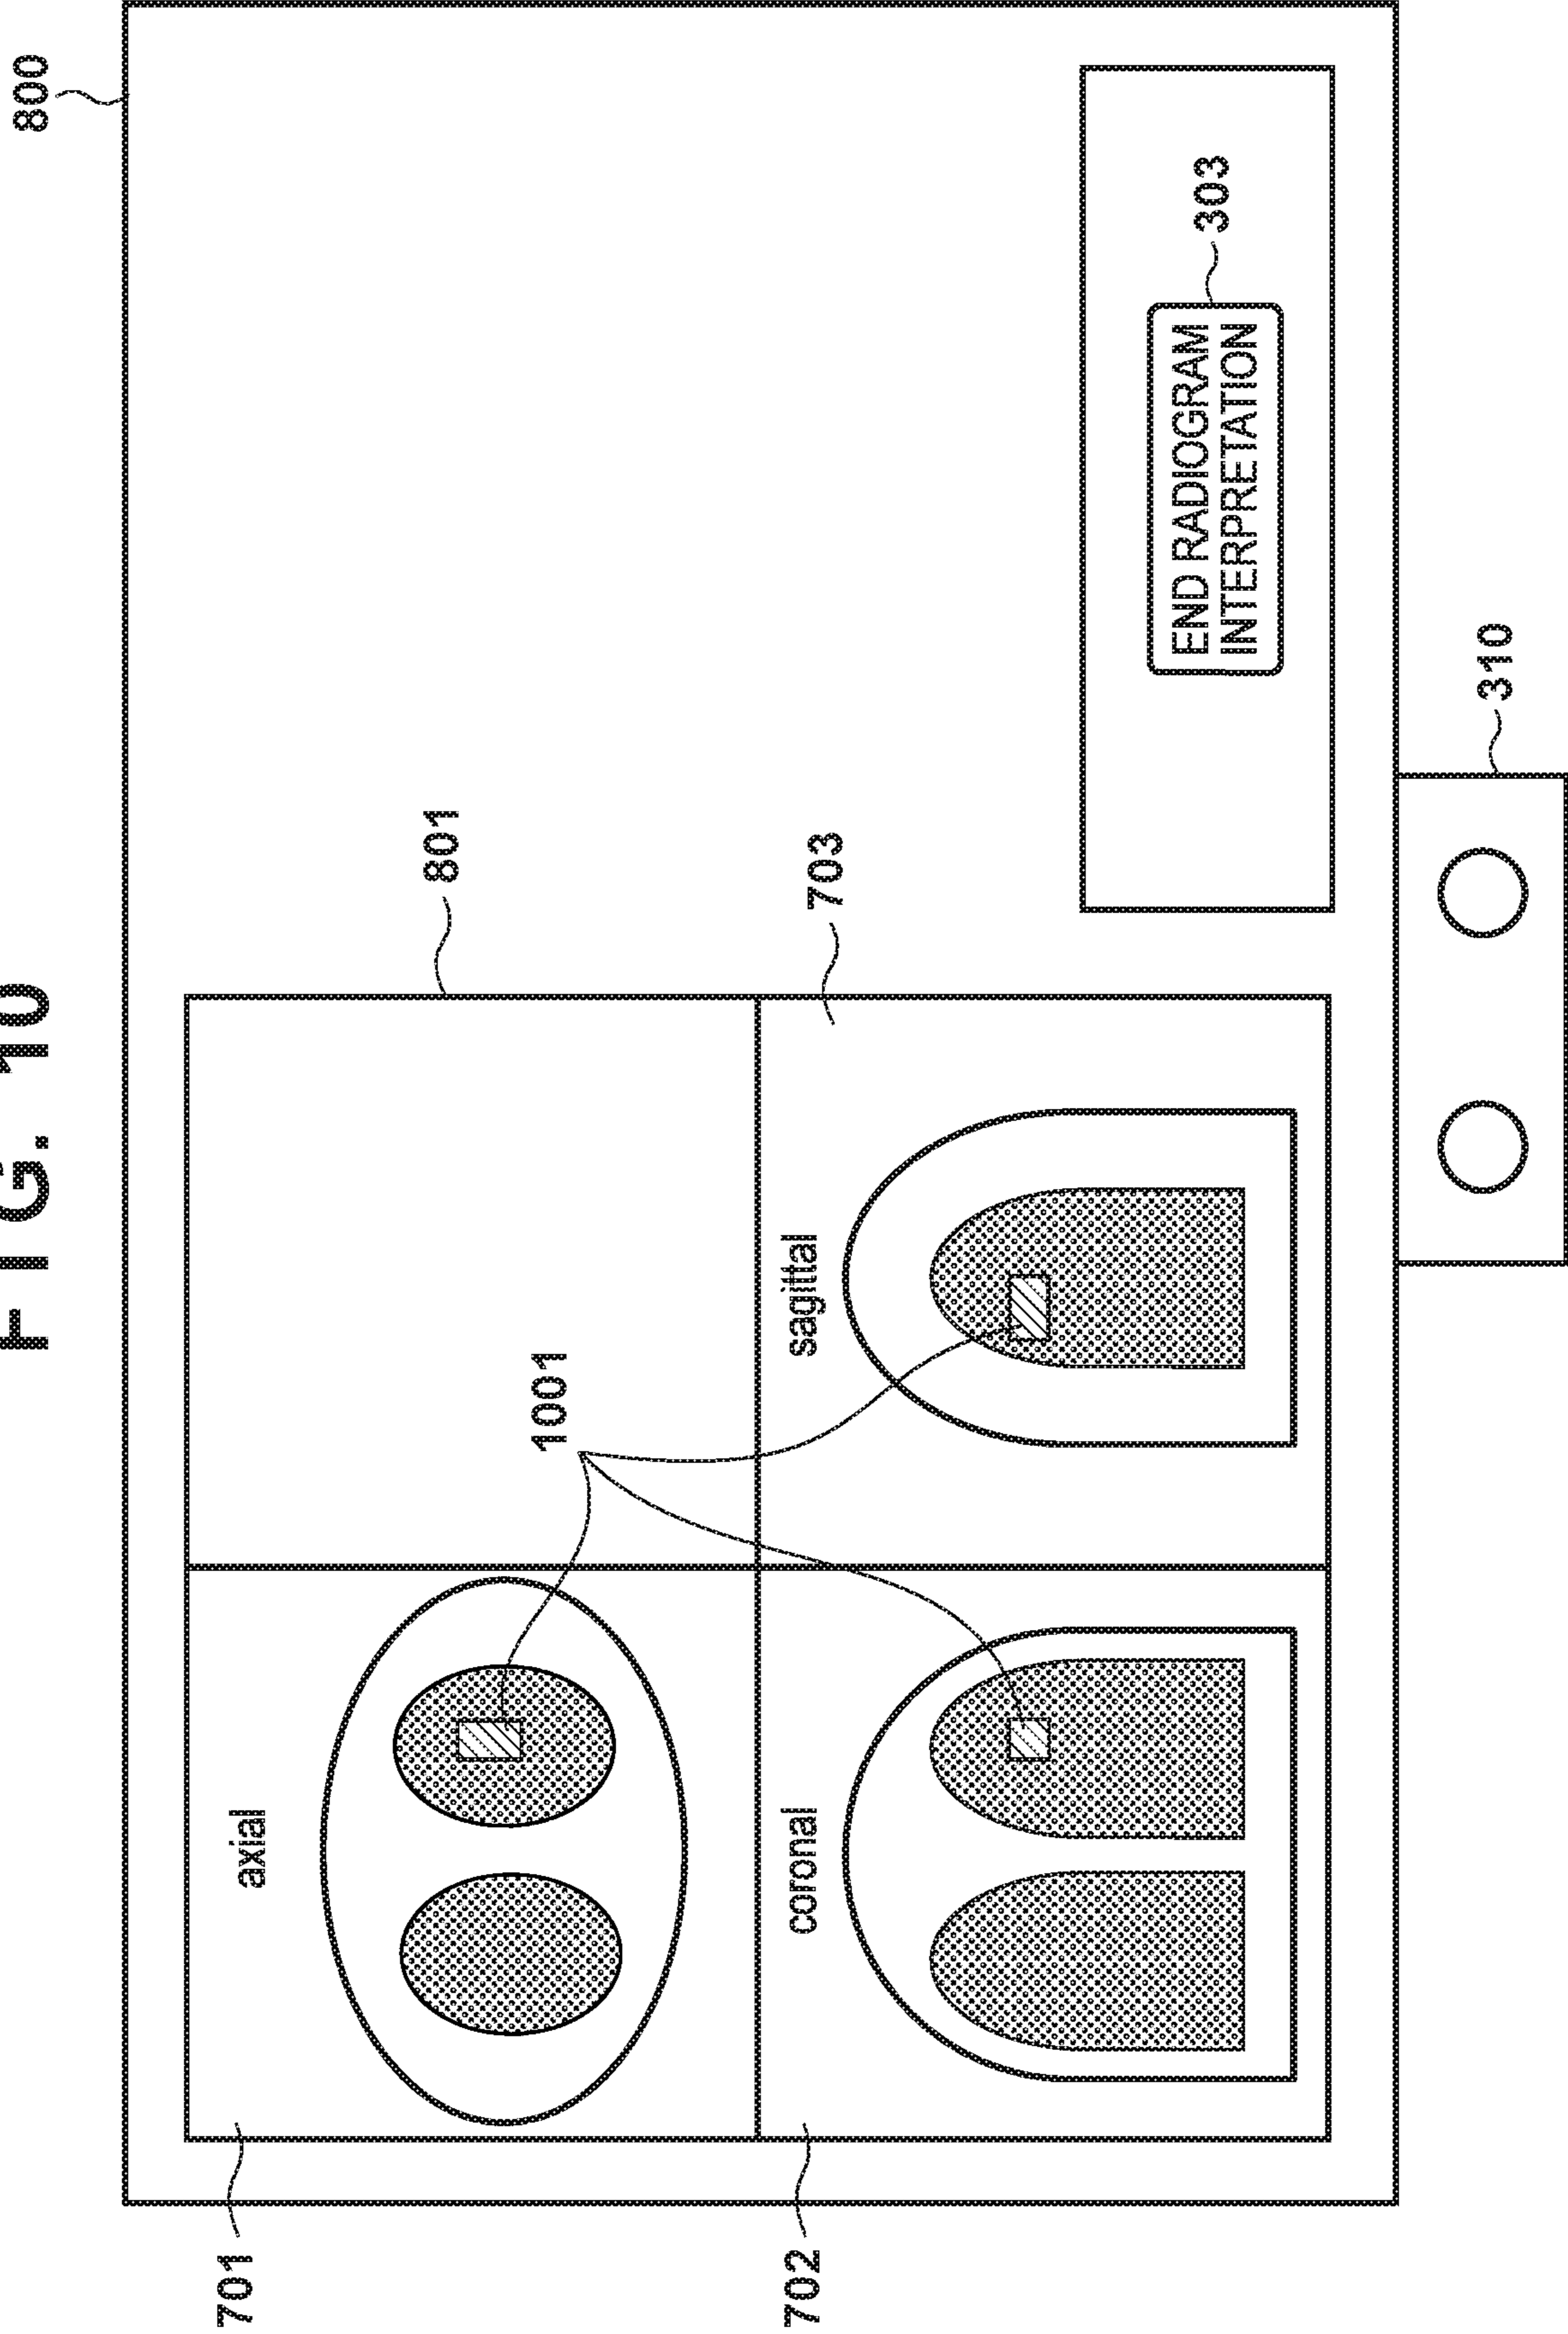 FIG. 10
800
701
axial
801
1001
702
coronal
sagittal
703
END RADIOGRAM
INTERPRETATION
303
310